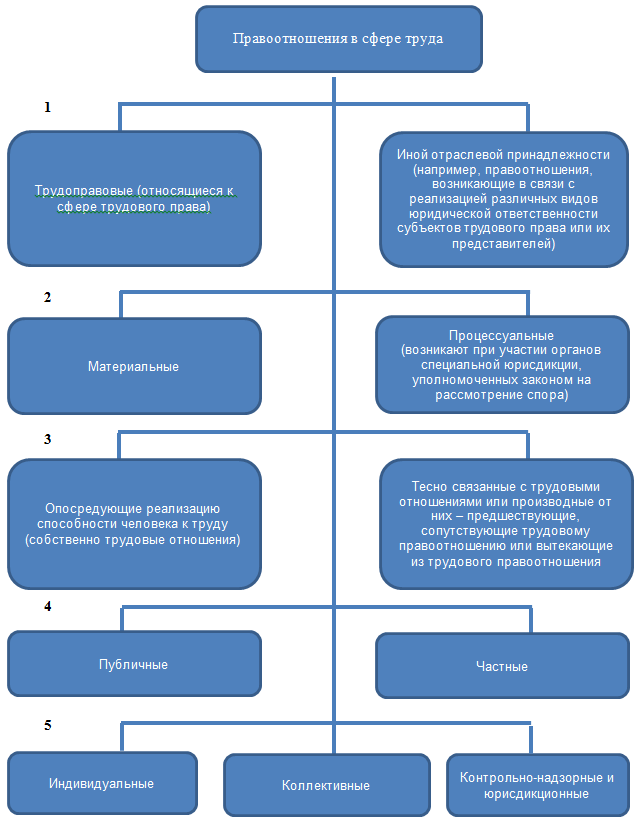 Правоотношения в сфере труда
1
Трудоправовые (относящиеся к
сфере трудового права)
Иной отраслевой принадлежности
(например, правоотношения,
возникающие в связи с
реализацией различных видов
юридической ответственности
субъектов трудового права или их
представителей)
2
Материальные
Процессуальные
(возникают при участии органов
специальной юрисдикции,
уполномоченных законом на
рассмотрение спора)
3
Опосредующие реализацию
способности человека к труду
(собственно трудовые отношения)
Тесно связанные с трудовыми
отношениями или производные от
них – предшествующие,
сопутствующие трудовому
правоотношению или вытекающие
из трудового правоотношения
4
Публичные
Частные
5
Индивидуальные
Коллективные
Контрольно-надзорные и
юрисдикционные